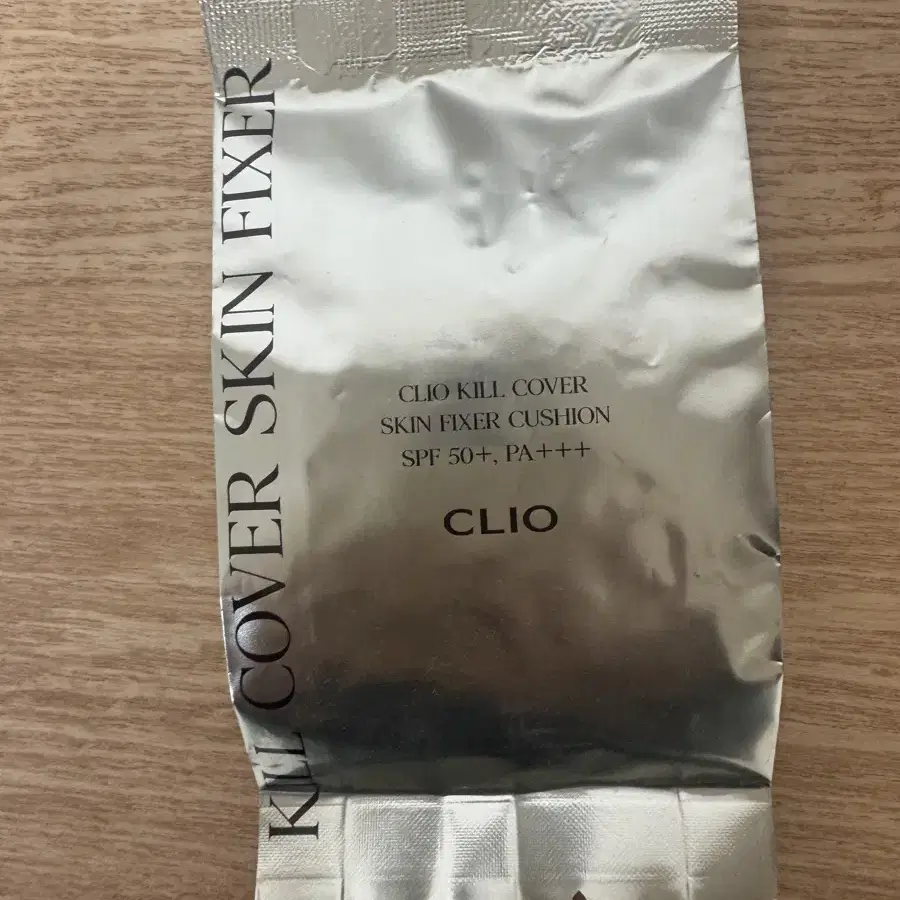 KILL COVER SKIN FIXER
CLIO KILL COVER
SKIN FIXER CUSHION
SPF 50+, PA+++
CLIO